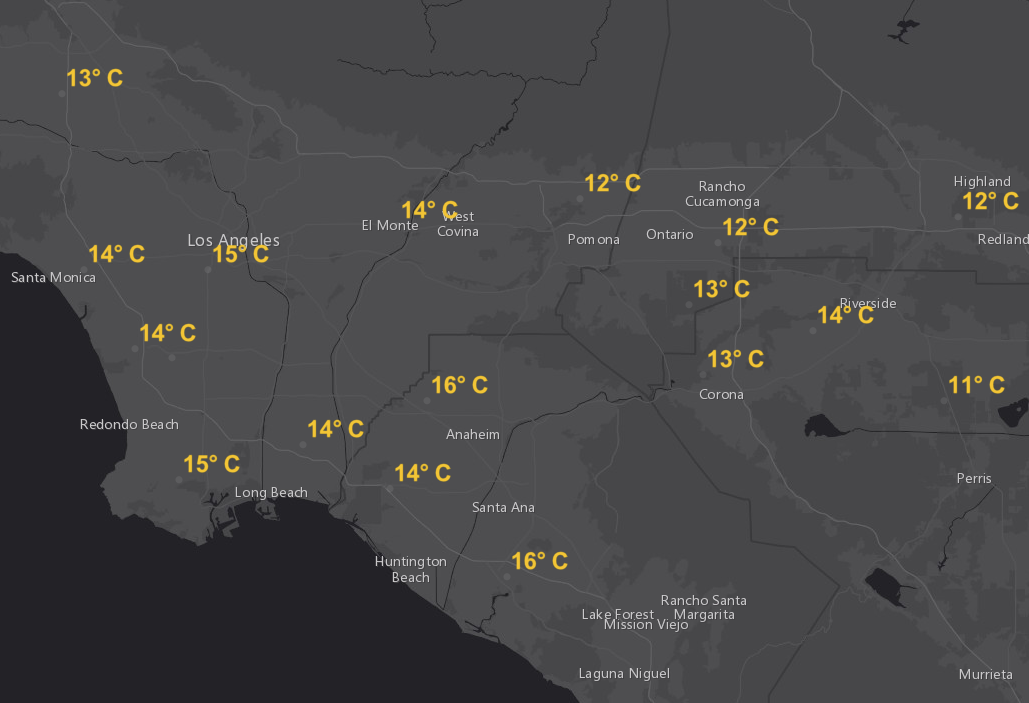 13° C
12° C
Highland
Rancho
Cucamonga
12° C
14° C
West
Covina
El Monte
12° C
Ontario
Pomona
Los Angeles
Redland
14° C
15° C
Santa Monica
13° C
Riverside
14° C
14° C
13° C
16° C
11° C
Corona
Redondo Beach
14° C
Anaheim
15° C
14° C
Perris
Long Beach
Santa Ana
Huntington
Beach
16° C
Rancho Santa
Margarita
Lake Forest
Mission Viejo
Laguna Niguel
Murrieta